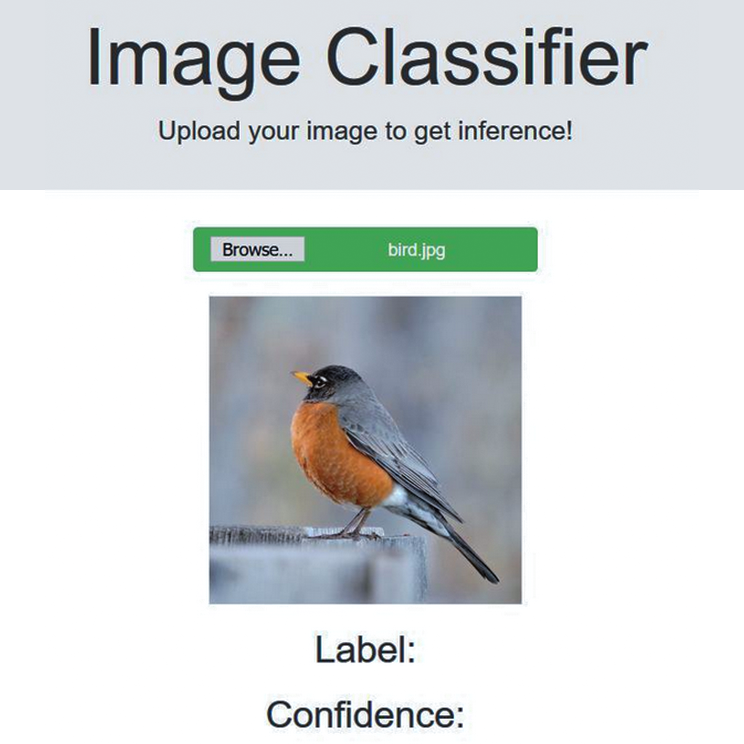 Image Classifier
Upload your image to get inference!
Browse... bird.jpg
Label:
Confidence: